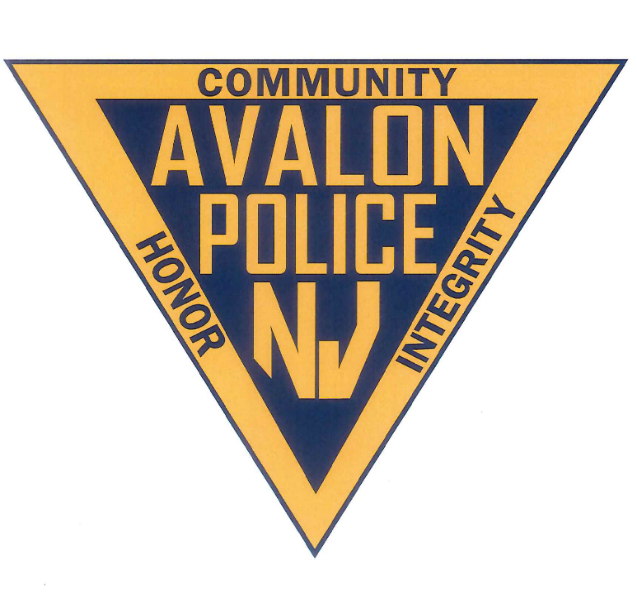 COMMUNITY
AVALON
POLICE
NJ
HONOR
INTEGRITY